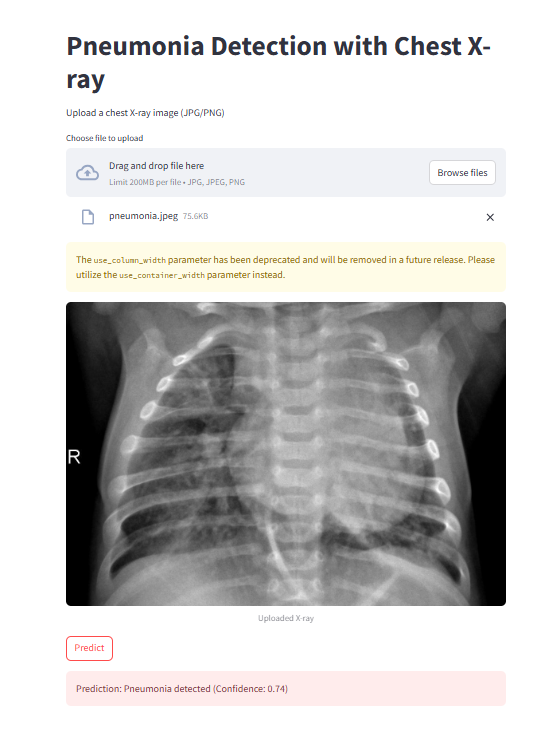 Pneumonia Detection with Chest X-
ray
Upload a chest X-ray image (JPG/PNG)
Choose file to upload
Drag and drop file here
Limit 200MB per file • JPG, JPEG, PNG
Browse files
pneumonia.jpeg 75.6KB
The use_column_width parameter has been deprecated and will be removed in a future release. Please
utilize the use_container_width parameter instead.
R
Uploaded X-ray
Predict
Prediction: Pneumonia detected (Confidence: 0.74)